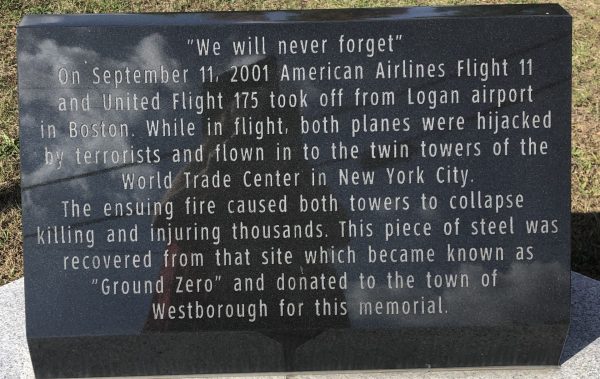 "We will never forget"
On September 11, 2001 American Airlines Flight 11
and United Flight 175 took off from Logan airport
in Boston. While in flight, both planes were hijacked
by terrorists and flown in to the twin towers of the
World Trade Center in New York City.
The ensuing fire caused both towers to collapse
killing and injuring thousands. This piece of steel was
recovered from that site which became known as
"Ground Zero" and donated to the town of
Westborough for this memorial.